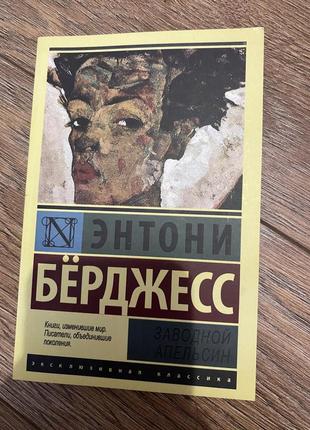 N
ЭНТОНИ
БЁРДЖЕСС
Книги, изменившие мир.
Писатели, объединившие
поколения.
ЗАВОДНОЙ
АПЕЛЬСИН
эксклюзивная классика